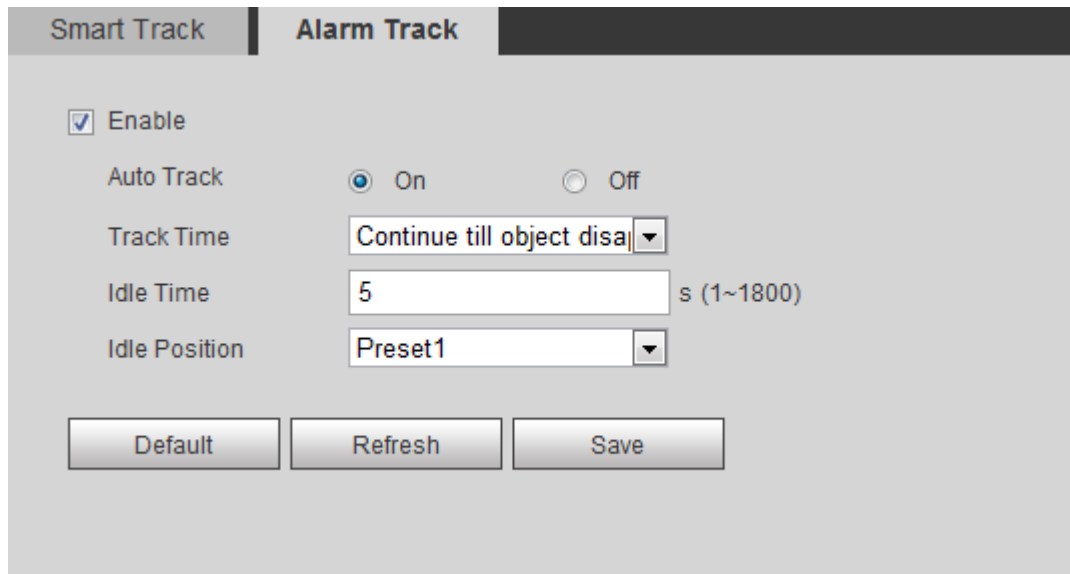 Smart Track Alarm Track
Enable
Auto Track On Off
Track Time Continue till object disa
Idle Time 5 s (1~1800)
Idle Position Preset1
Default Refresh Save